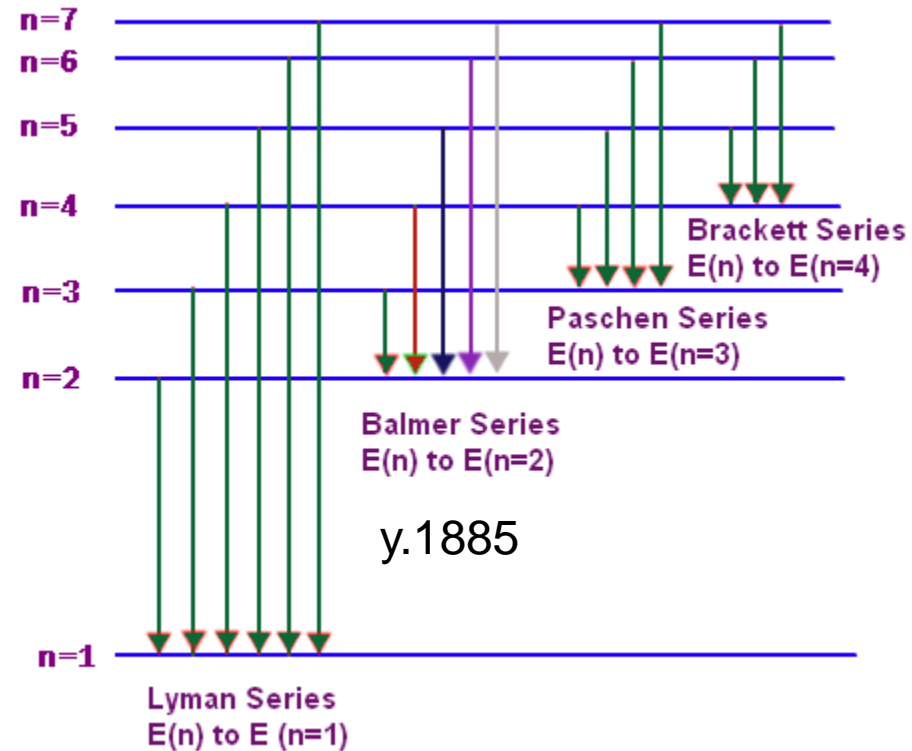 n=7
n=6
n=5
n=4
n=3
n=2
n=1
Brackett Series
E(n) to E(n=4)
Paschen Series
E(n) to E(n=3)
Balmer Series
E(n) to E(n=2)
y.1885
Lyman Series
E(n) to E (n=1)